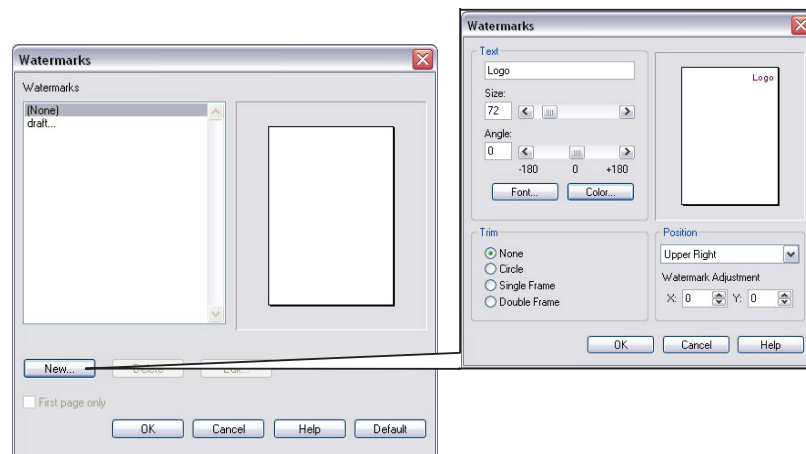 Watermarks
Watermarks
(None)
draft...
New...
Delete
Edit...
First page only
OK Cancel Help Default
Watermarks
Text
Logo
Logo
Size:
72
Angle:
0
-180 0 +180
Font... Color...
Trim
None
Circle
Single Frame
Double Frame
Position
Upper Right
Watermark Adjustment
X: 0 Y: 0
OK Cancel Help